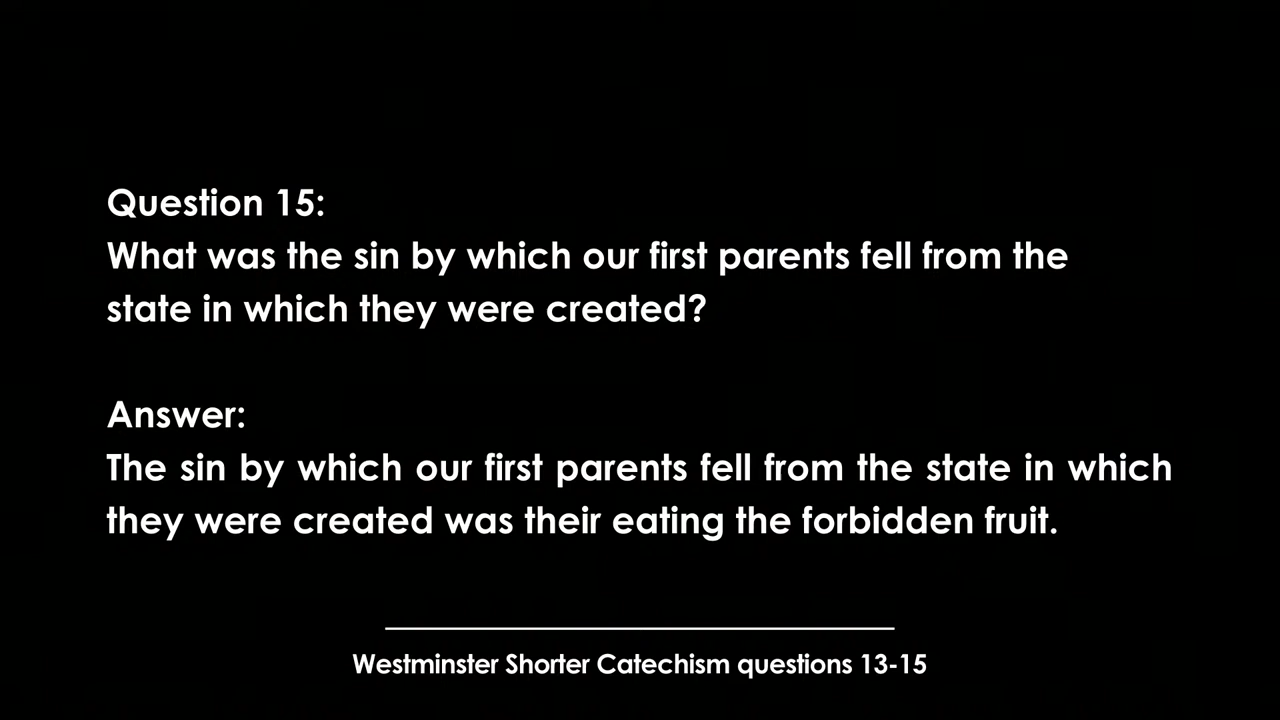 Question 15:
What was the sin by which our first parents fell from the
state in which they were created?
Answer:
The sin by which our first parents fell from the state in which
they were created was their eating the forbidden fruit.
Westminster Shorter Catechism questions 13-15